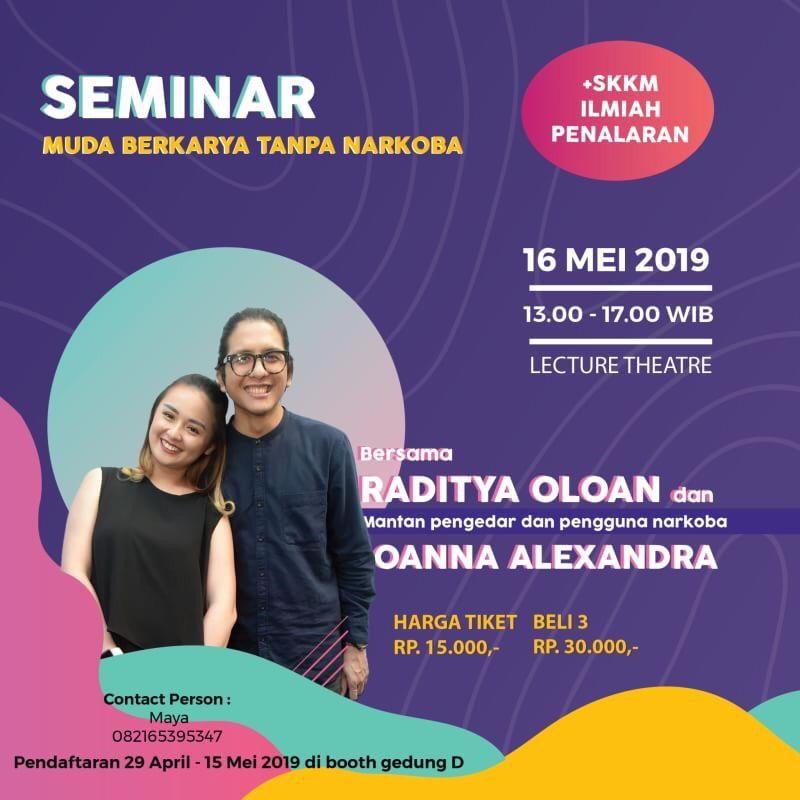 SEMINAR
MUDA BERKARYA TANPA NARKOBA
+SKKM
ILMIAH
PENALARAN
16 MEI 2019
13.00 - 17.00 WIB
LECTURE THEATRE
Bersama
RADITYA OLOAN dan
Mantan pengedar dan pengguna narkoba
OANNA ALEXANDRA
HARGA TIKET BELI 3
RP. 15.000,- RP. 30.000,-
Contact Person :
Maya
082165395347
Pendaftaran 29 April - 15 Mei 2019 di booth gedung D